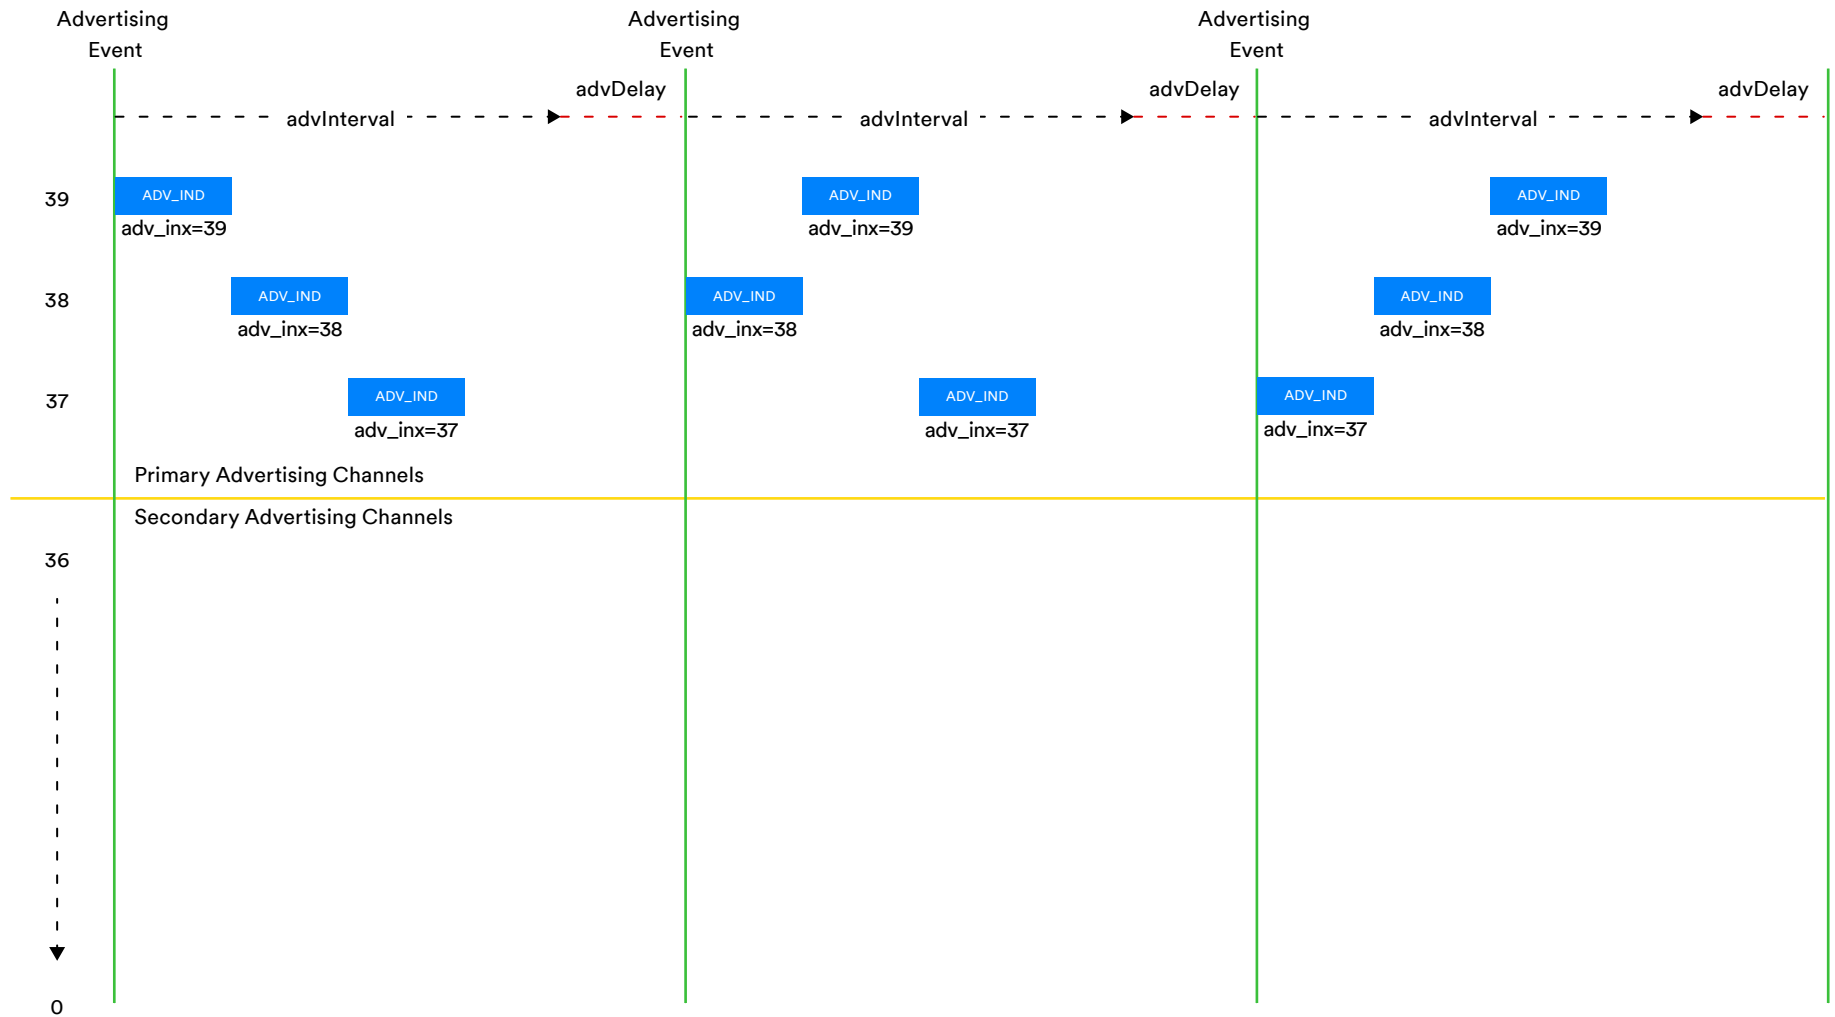 Advertising
Event
Advertising
Event
Advertising
Event
advDelay
advDelay
advDelay
advInterval
advInterval
advInterval
39
ADV_IND
adv_inx=39
ADV_IND
adv_inx=39
ADV_IND
adv_inx=39
38
ADV_IND
adv_inx=38
ADV_IND
adv_inx=38
ADV_IND
adv_inx=38
37
ADV_IND
adv_inx=37
ADV_IND
adv_inx=37
ADV_IND
adv_inx=37
Primary Advertising Channels
Secondary Advertising Channels
36
0